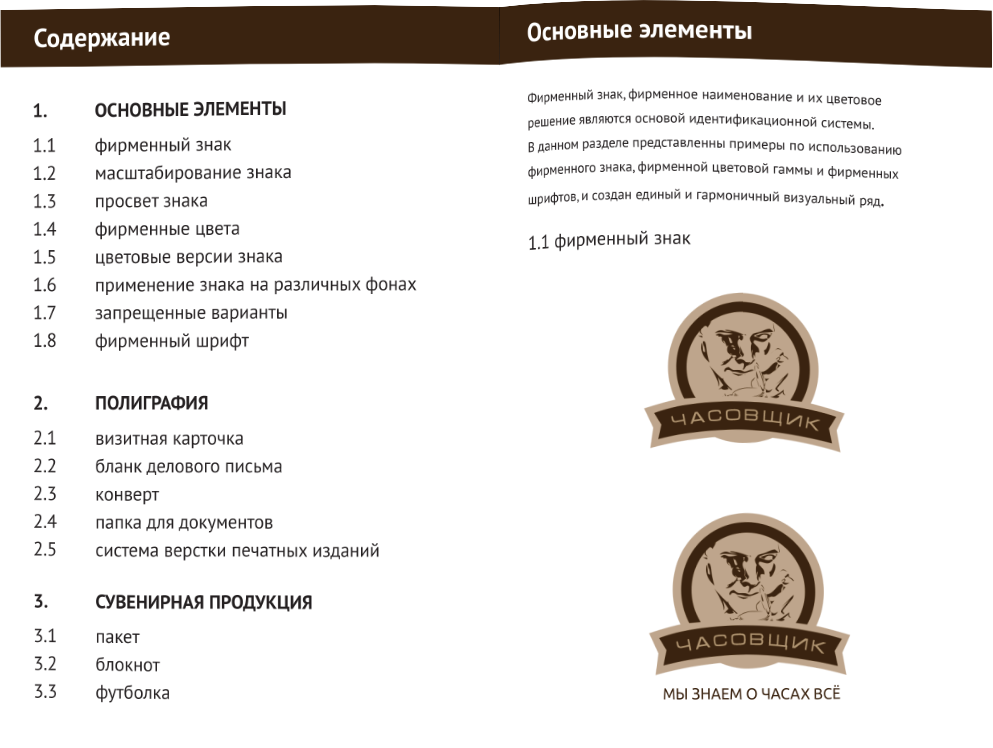 Содержание
1. ОСНОВНЫЕ ЭЛЕМЕНТЫ
1.1 фирменный знак
1.2 масштабирование знака
1.3 просвет знака
1.4 фирменные цвета
1.5 цветовые версии знака
1.6 применение знака на различных фонах
1.7 запрещенные варианты
1.8 фирменный шрифт
2. ПОЛИГРАФИЯ
2.1 визитная карточка
2.2 бланк делового письма
2.3 конверт
2.4 папка для документов
2.5 система верстки печатных изданий
3. СУВЕНИРНАЯ ПРОДУКЦИЯ
3.1 пакет
3.2 блокнот
3.3 футболка
Основные элементы
Фирменный знак, фирменное наименование и их цветовое
решение являются основой идентификационной системы.
В данном разделе представленны примеры по использованию
фирменного знака, фирменной цветовой гаммы и фирменных
шрифтов, и создан единый и гармоничный визуальный ряд.
1.1 фирменный знак
ЧАСОВЩИК
ЧАСОВЩИК
МЫ ЗНАЕМ О ЧАСАХ ВСЁ